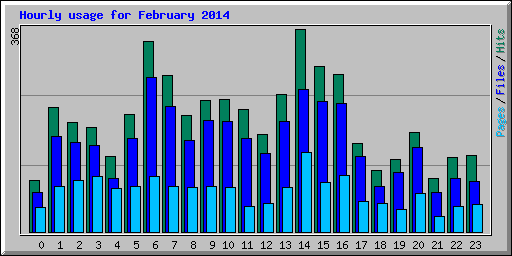 Hourly usage for February 2014
368
Pages/Files/Hits
0 1 2 3 4 5 6 7 8 9 10 11 12 13 14 15 16 17 18 19 20 21 22 23